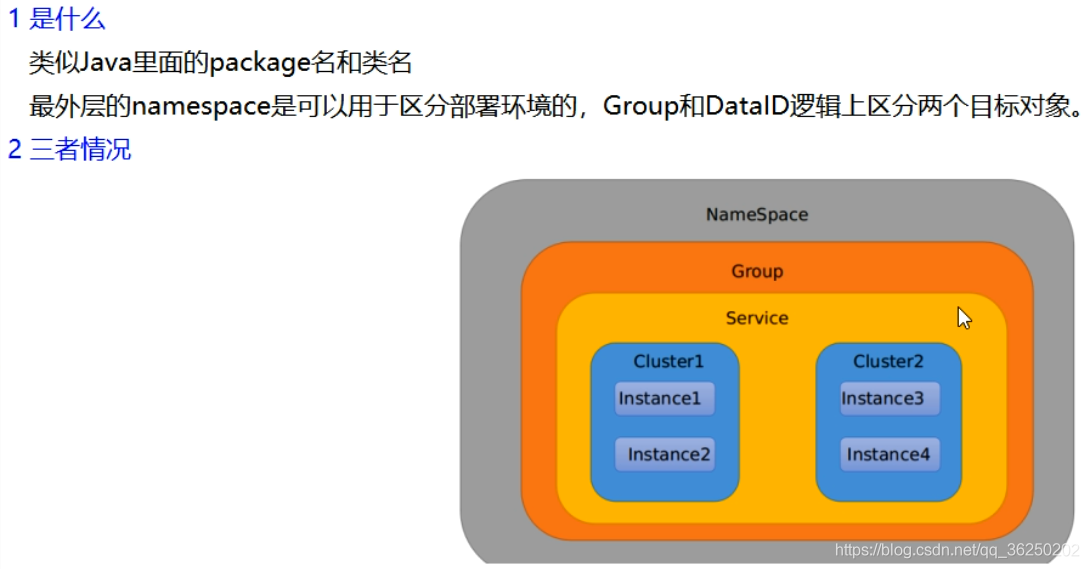 1 是什么
类似Java里面的package名和类名
最外层的namespace是可以用于区分部署环境的，Group和DataID逻辑上区分两个目标对象。
2 三者情况
NameSpace
Group
Service
Cluster1
Cluster2
Instance1
Instance3
Instance2
Instance4
https://blog.csdn.net/qq_36250202